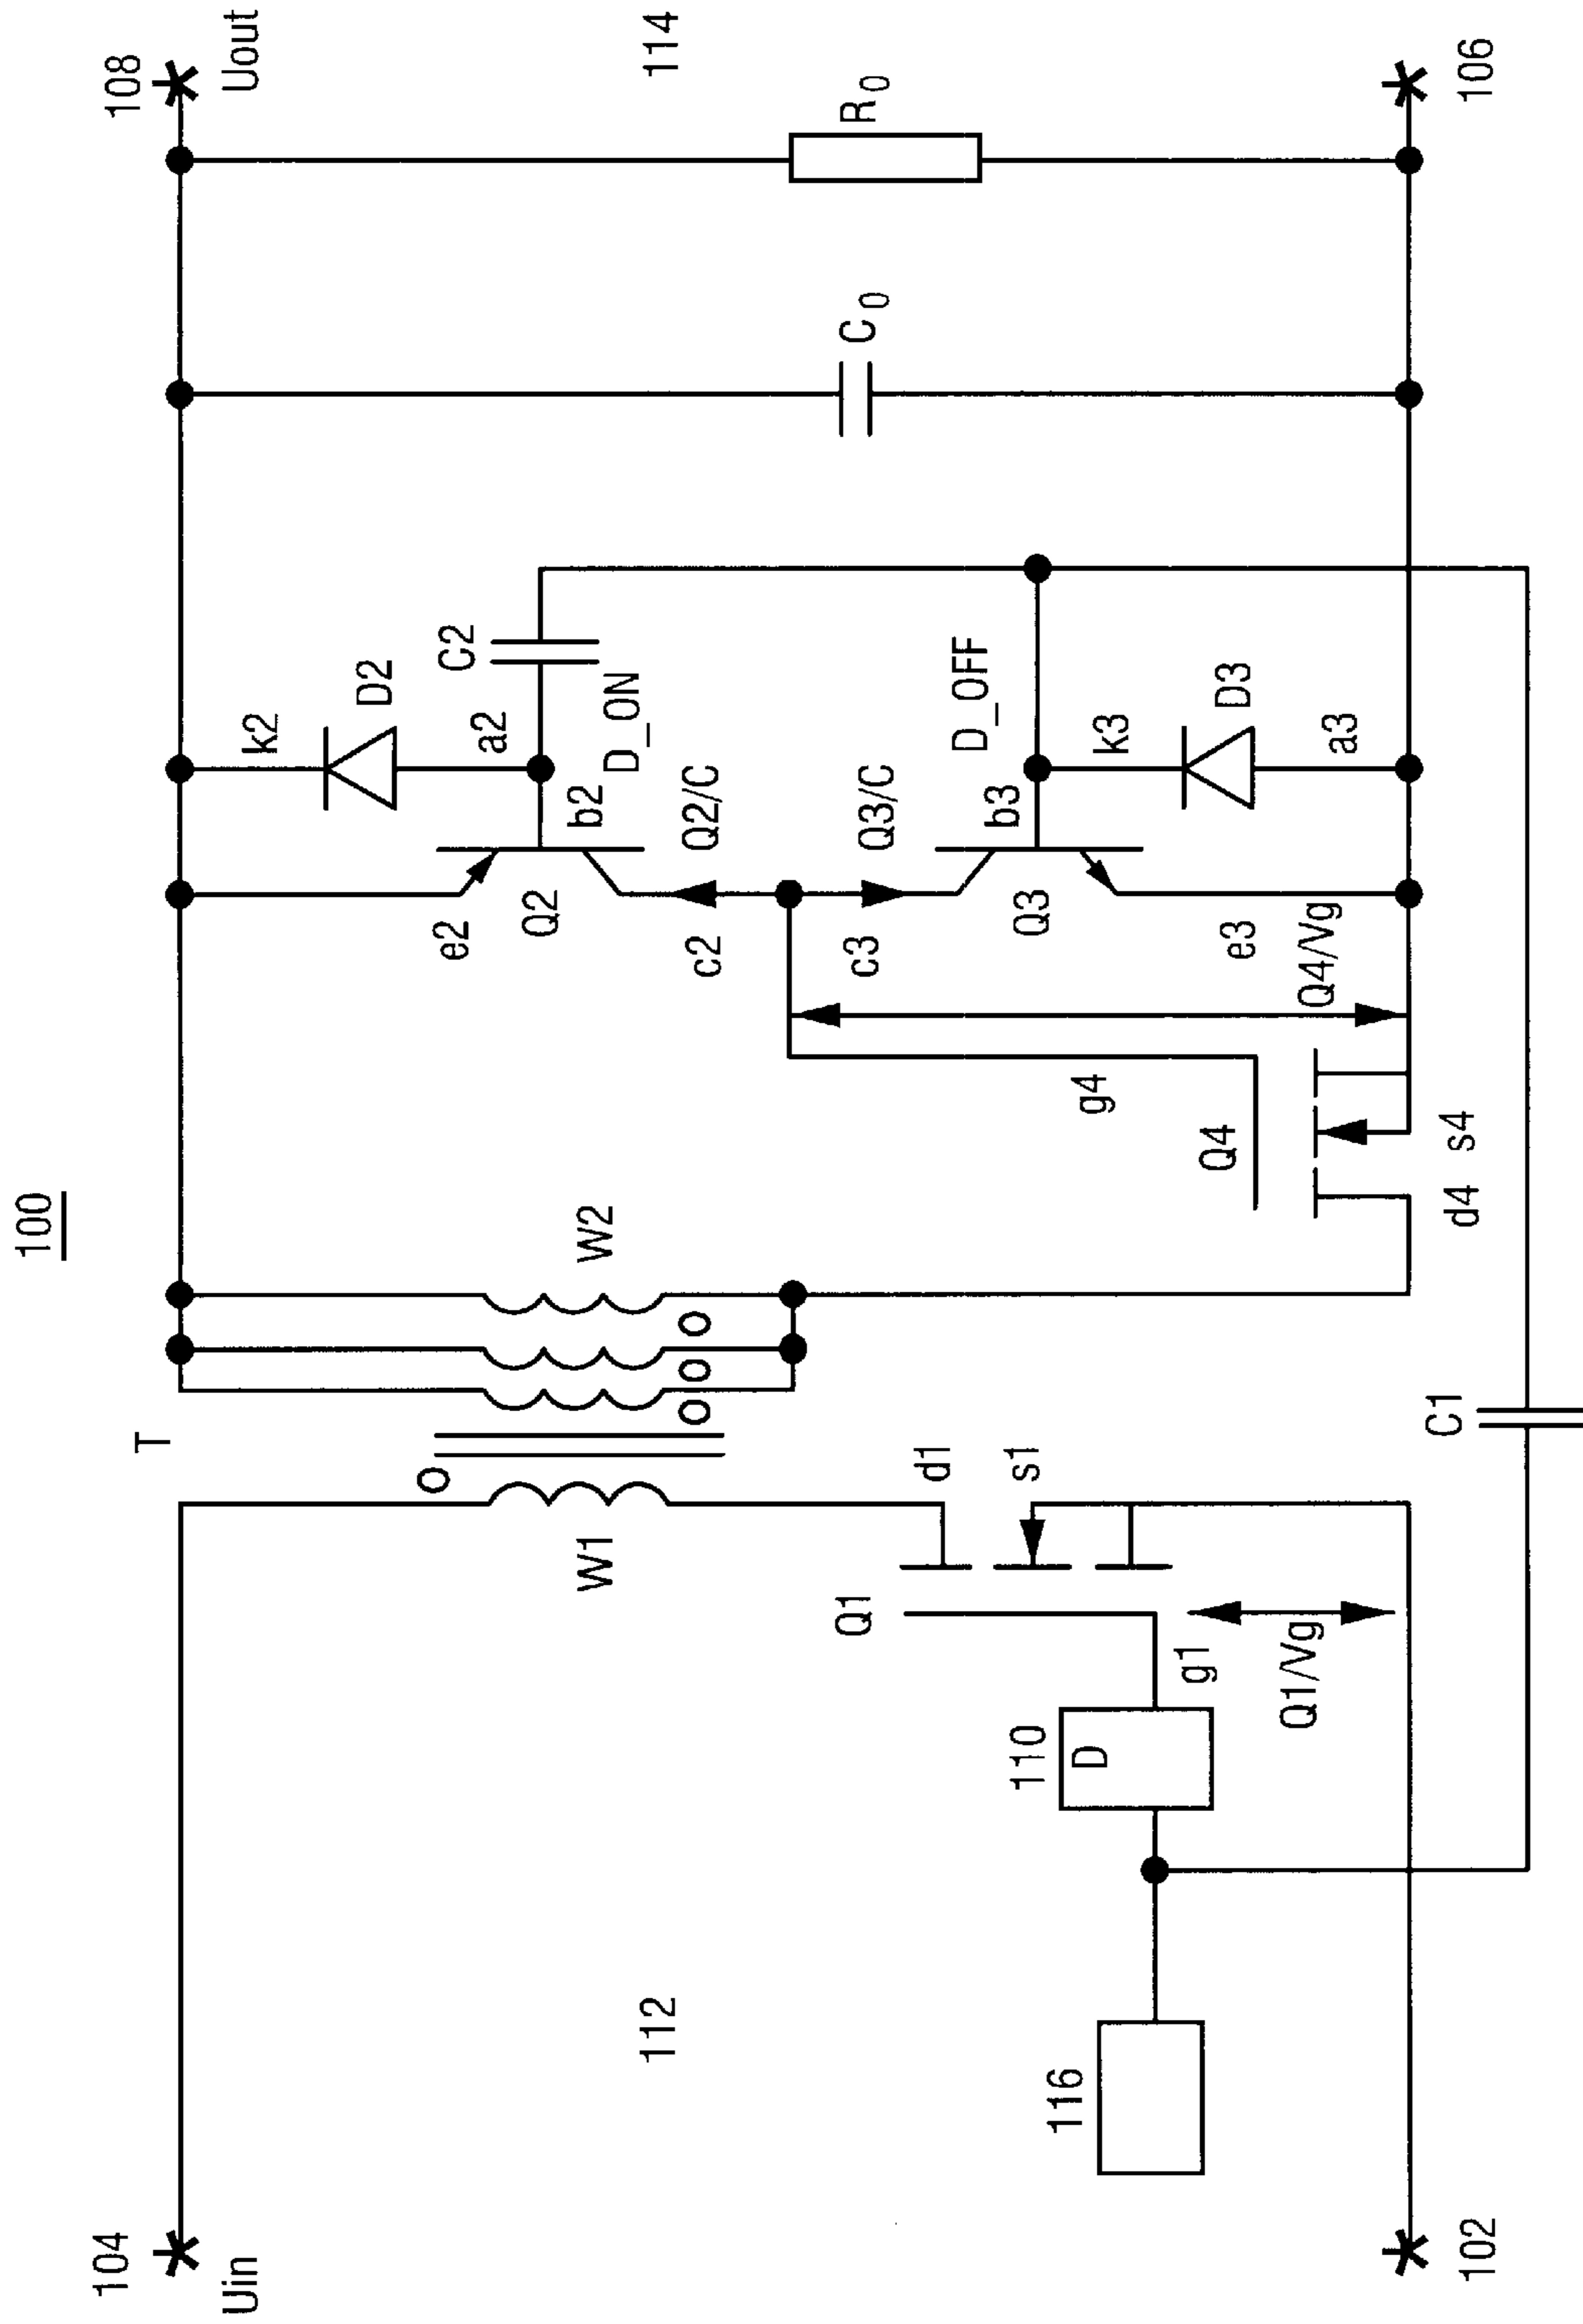 100
104
Uin
T
108
Uout
k2
D2
C2
a2
e2
Q2
b2
D_ON
W1
W2
c2
Q2/C
112
114
c3
Q3/C
C0
R0
Q1
d1
s1
Q3
b3
D_OFF
k3
D3
110
D
116
g1
g4
Q4
e3
a3
Q1/Vg
Q4/Vg
C1
d4
s4
102
106